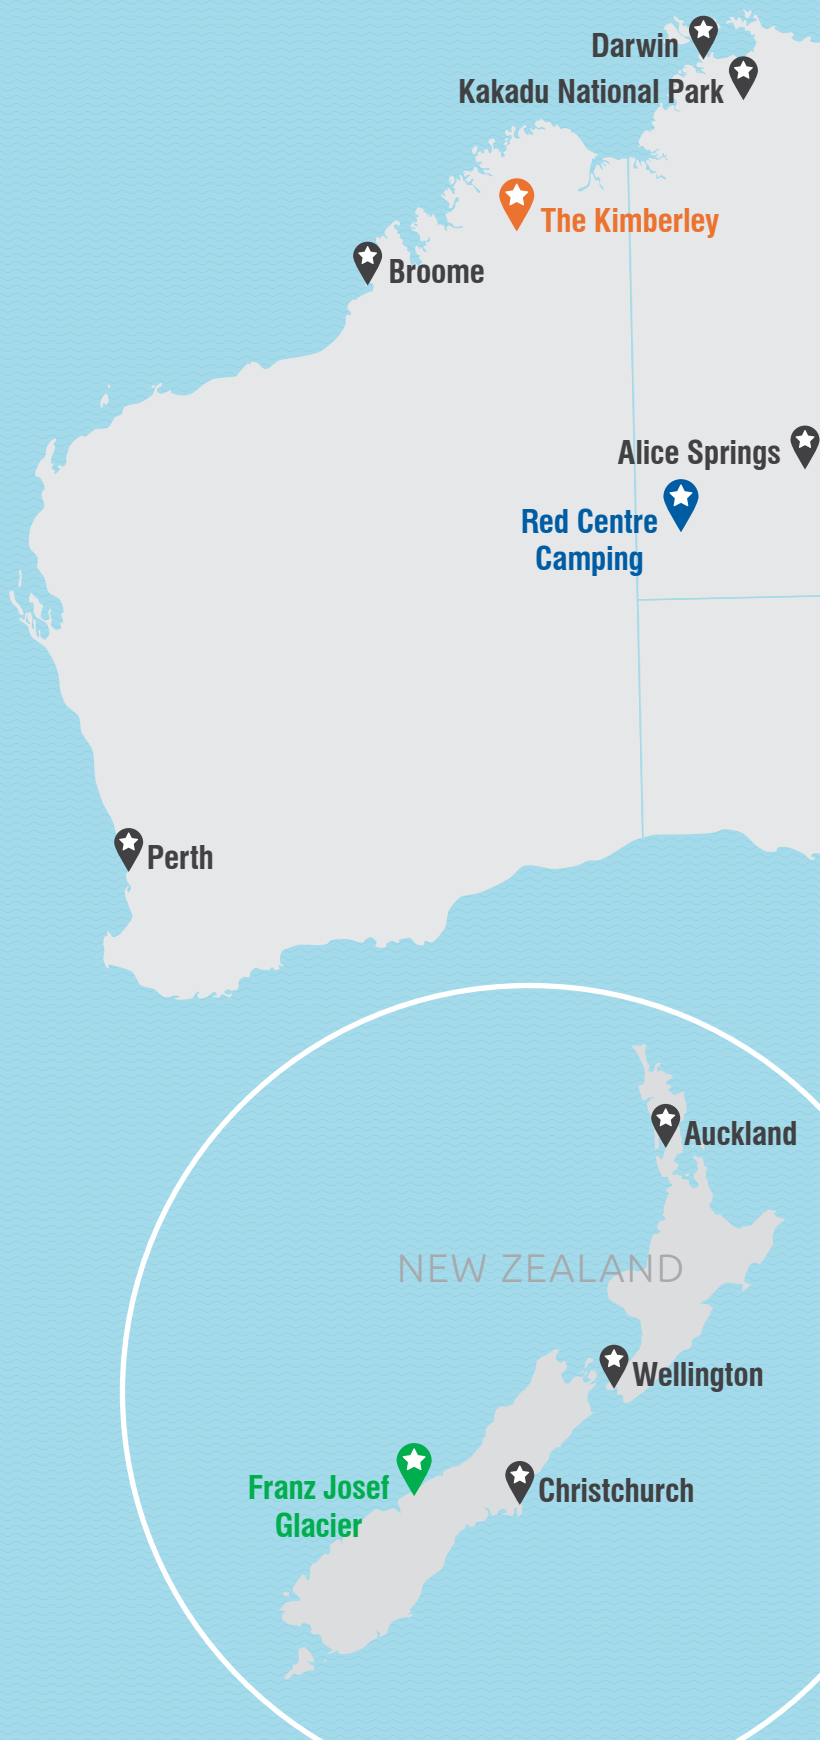 Darwin
Kakadu National Park
The Kimberley
Broome
Alice Springs
Red Centre
Camping
Perth
Auckland
NEW ZEALAND
Wellington
Franz Josef
Glacier
Christchurch